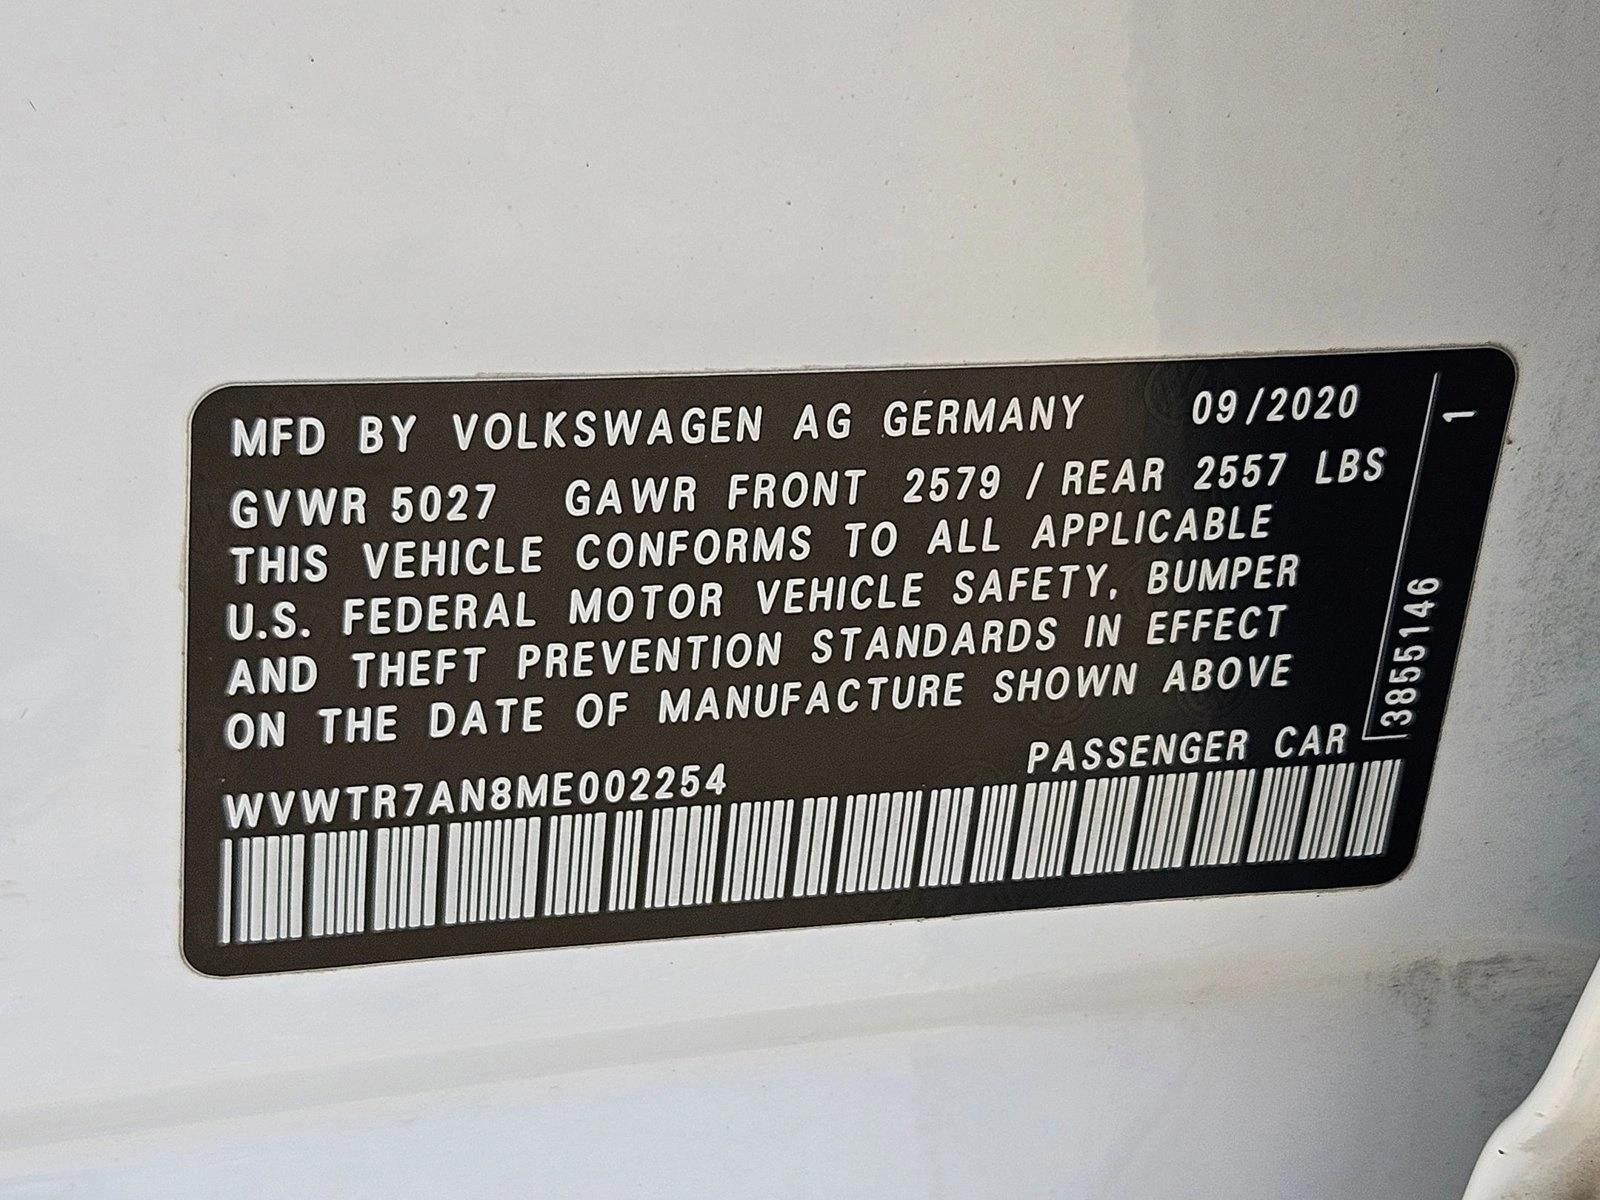 MFD BY VOLKSWAGEN AG GERMANY 09/2020
GVWR 5027 GAWR FRONT 2579 / REAR 2557 LBS
THIS VEHICLE CONFORMS TO ALL APPLICABLE
U.S. FEDERAL MOTOR VEHICLE SAFETY, BUMPER
AND THEFT PREVENTION STANDARDS IN EFFECT
ON THE DATE OF MANUFACTURE SHOWN ABOVE
WVWTR7AN8ME002254 PASSENGER CAR
3855146 1